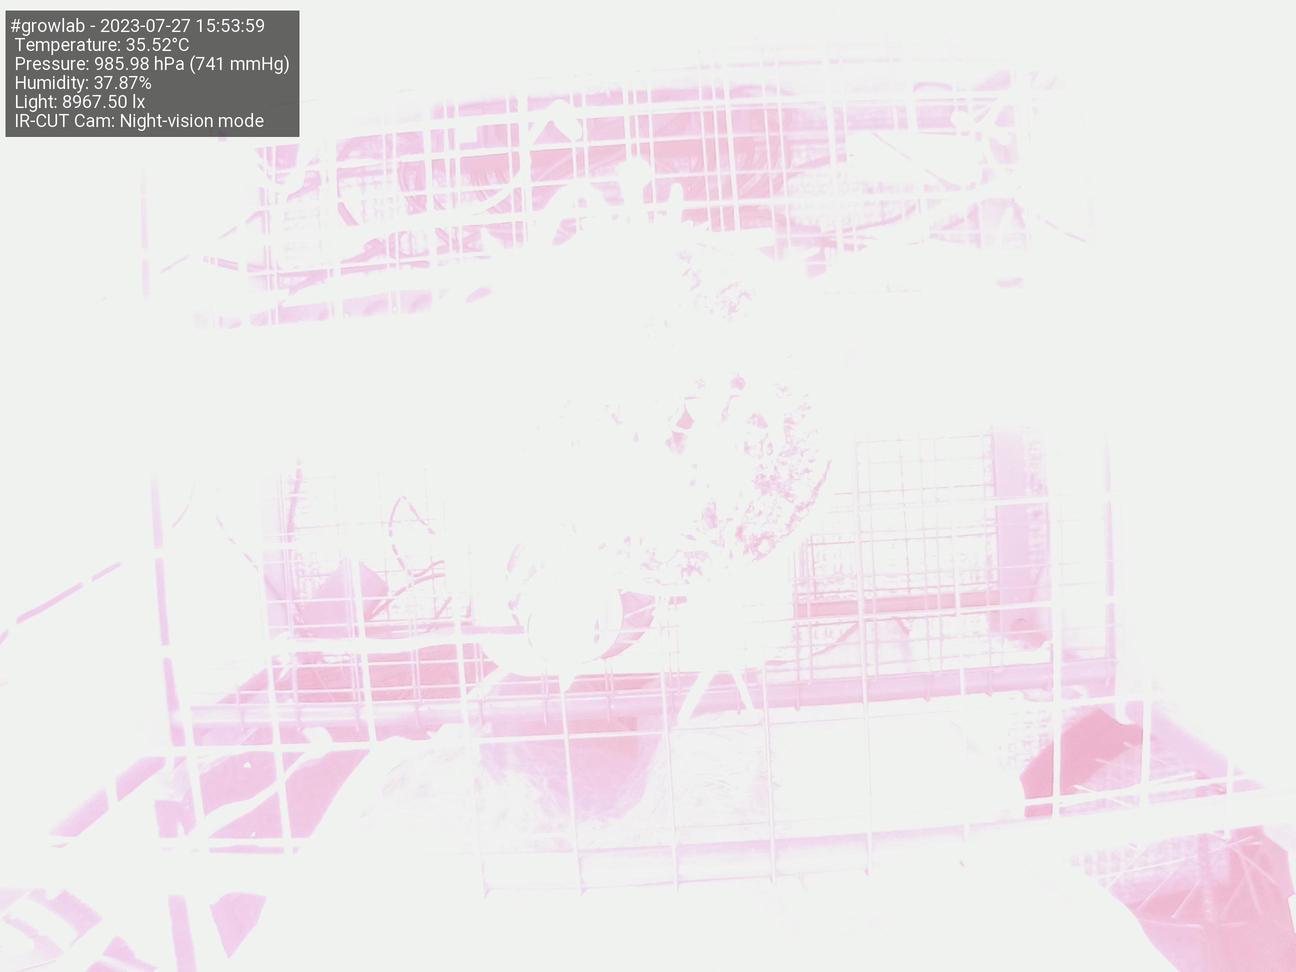 #growlab - 2023-07-27 15:53:59
Temperature: 35.52°C
Pressure: 985.98 hPa (741 mmHg)
Humidity: 37.87%
Light: 8967.50 lx
IR-CUT Cam: Night-vision mode